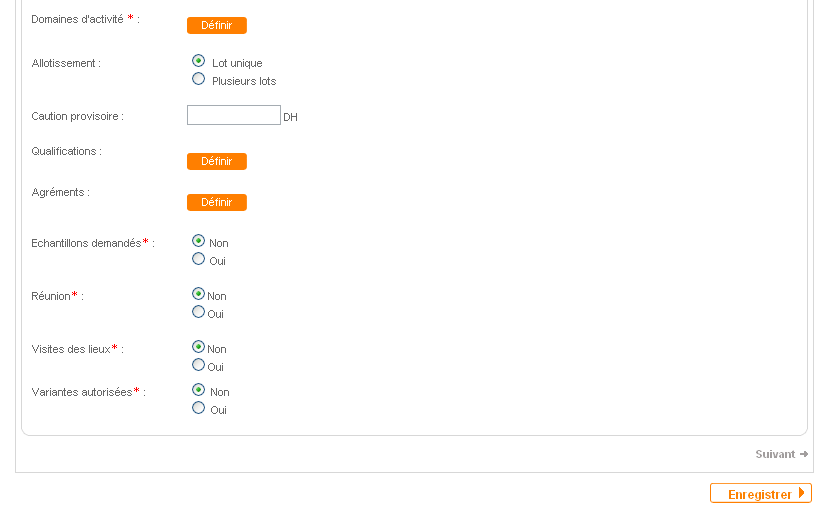 Domaines d'activité * :
Définir
Allotissement :
Lot unique
Plusieurs lots
Caution provisoire :
DH
Qualifications :
Définir
Agréments :
Définir
Echantillons demandés* :
Non
Oui
Réunion* :
Non
Oui
Visites des lieux* :
Non
Oui
Variantes autorisées* :
Non
Oui
Suivant
Enregistrer